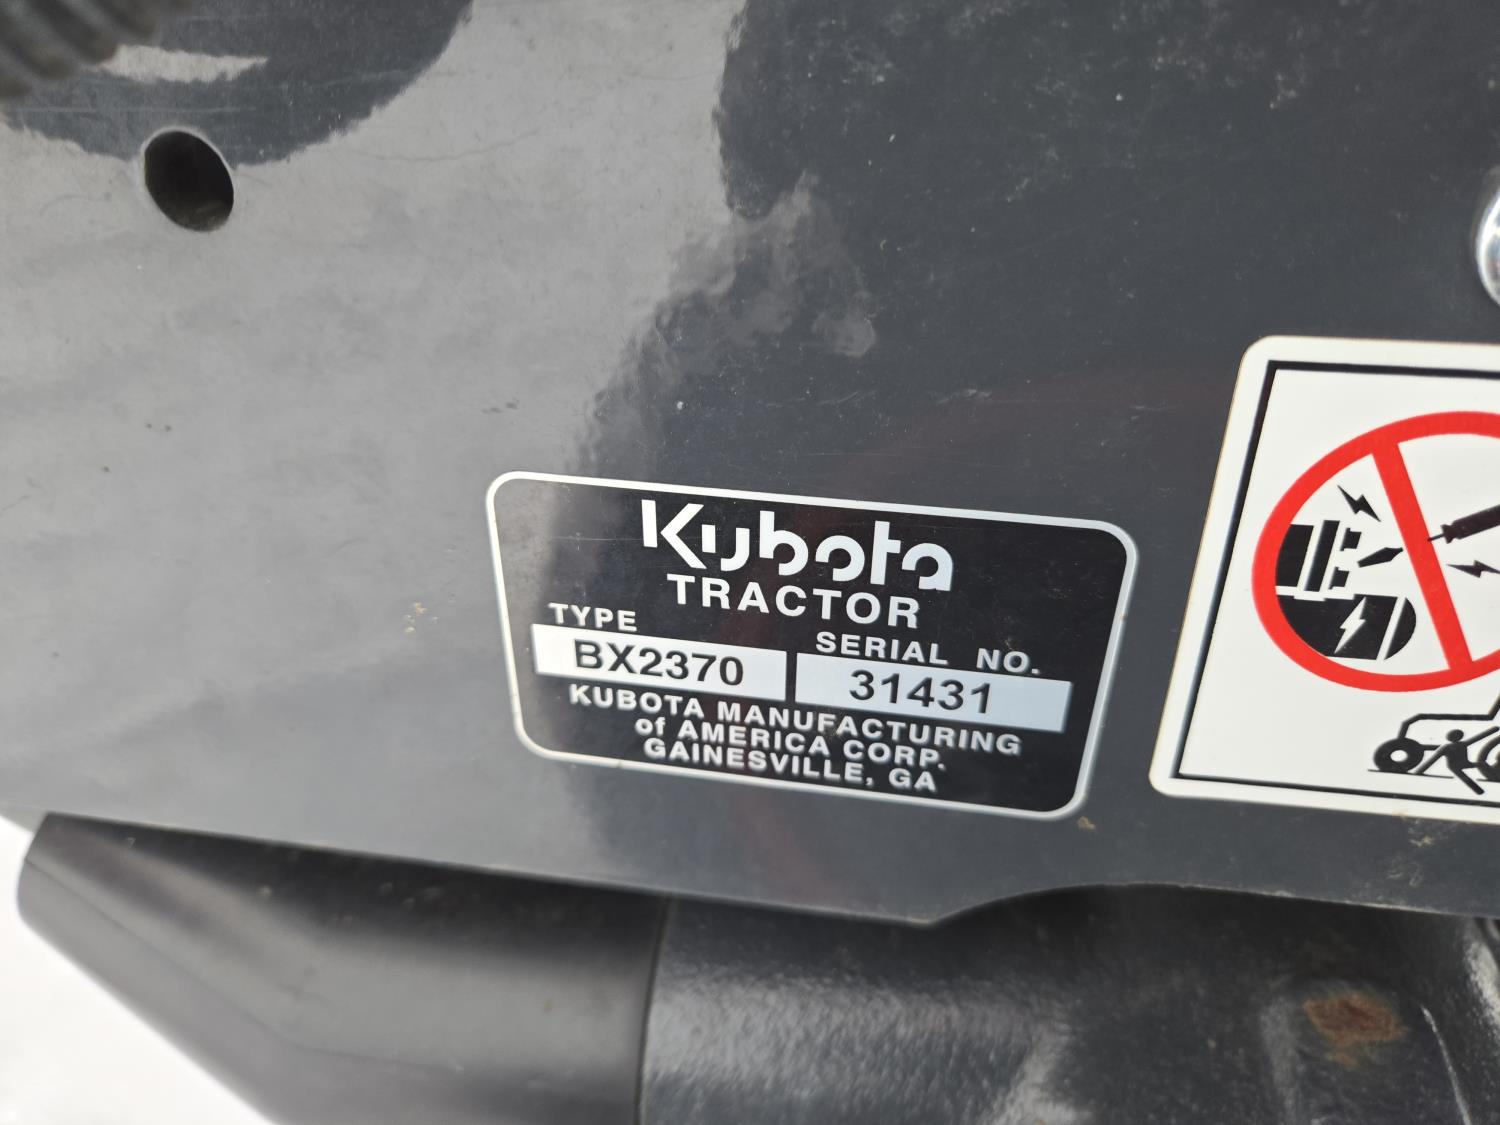 Kubota
TRACTOR
TYPE
SERIAL NO.
BX2370
31431
KUBOTA MANUFACTURING
of AMERICA CORP.
GAINESVILLE, GA